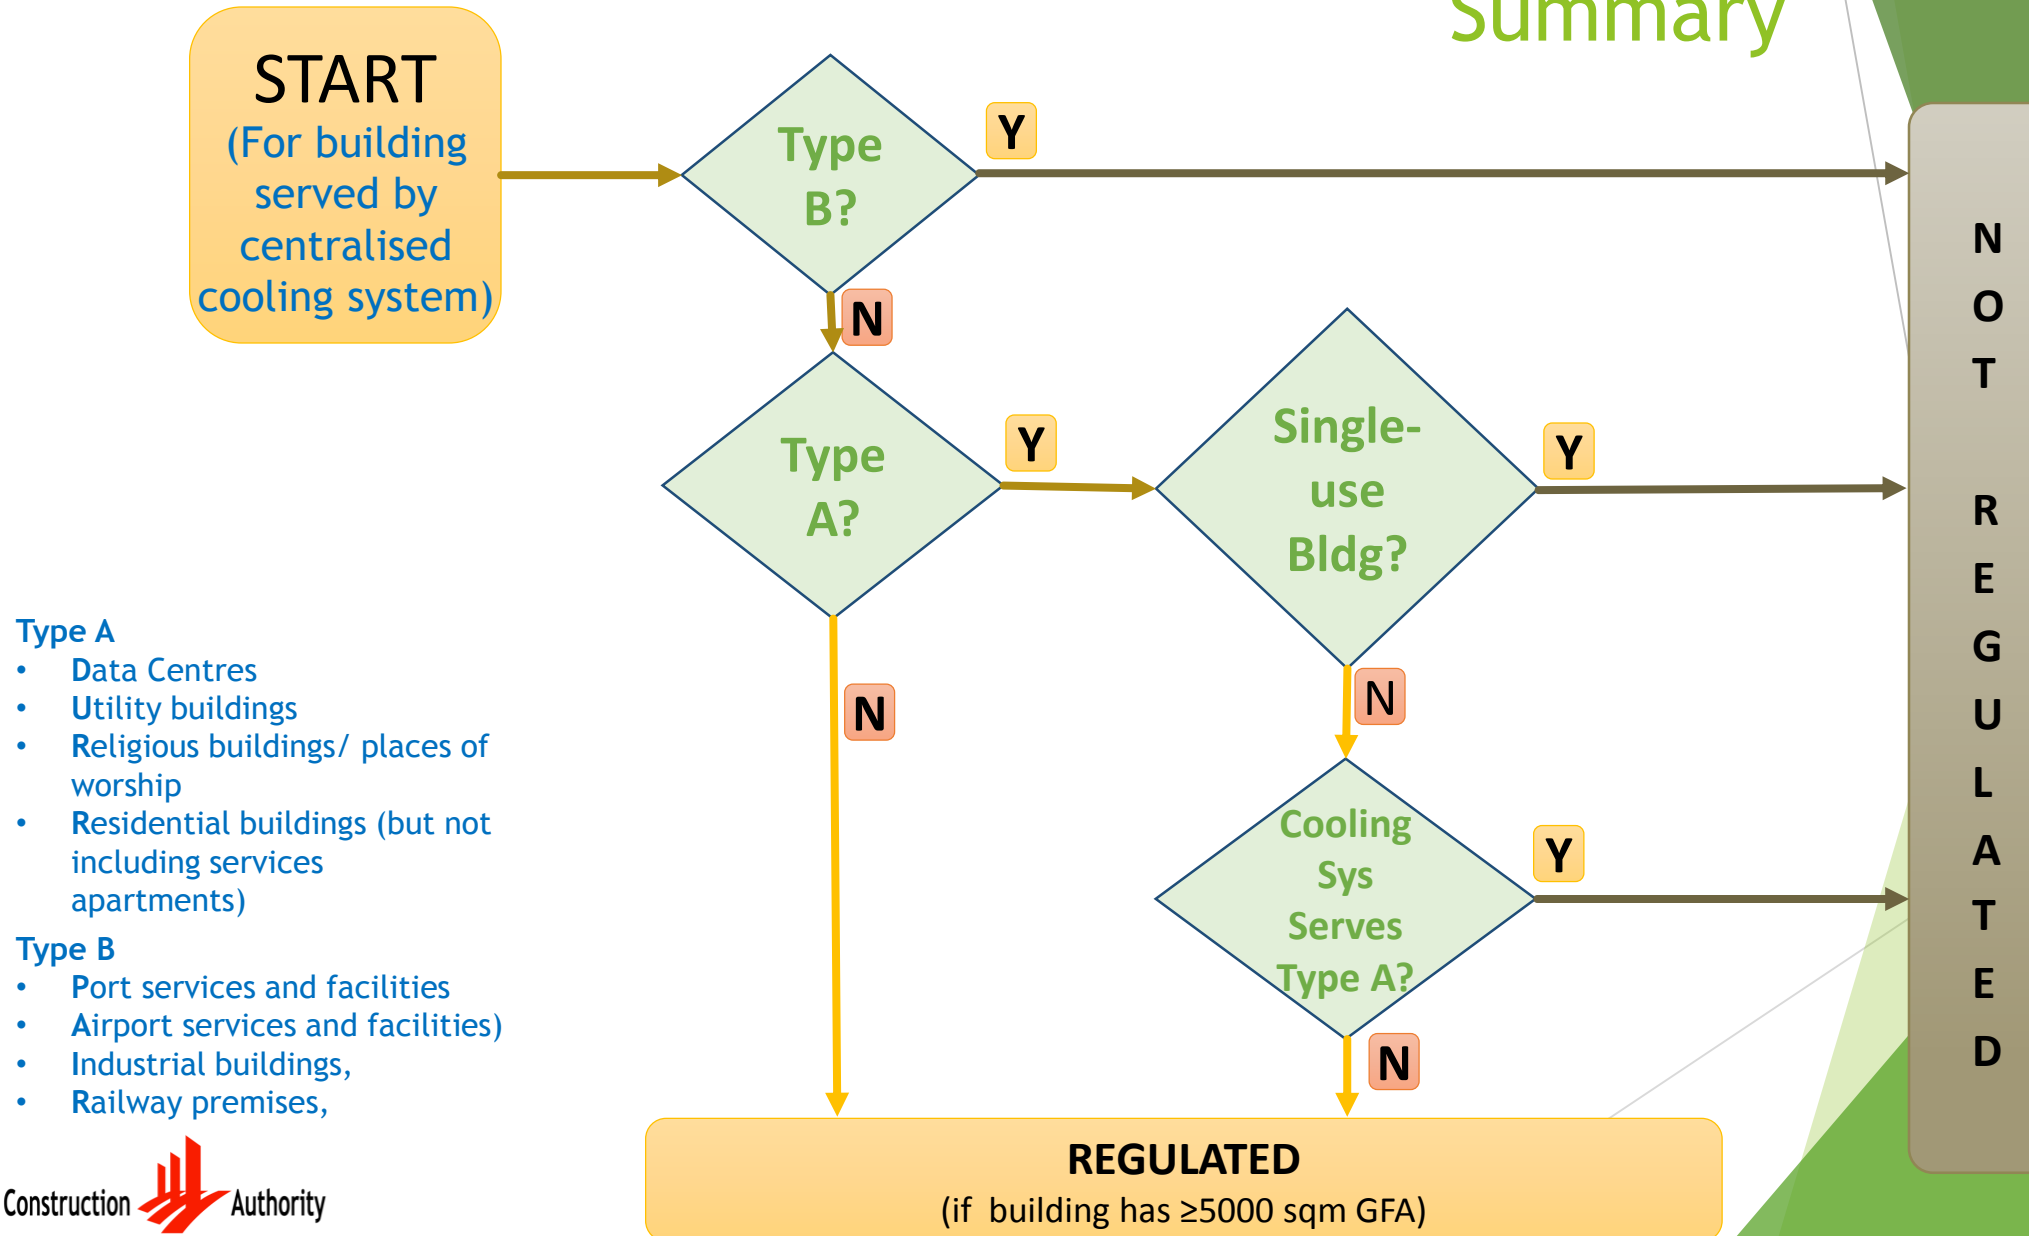 Summary
START
(For building
served by
centralised
cooling system)
Type
B?
Y
N
Type
A?
Y
Single-
use
Bldg?
Y
N
N
Cooling
Sys
Serves
Type A?
Y
N
REGULATED
(if building has ≥5000 sqm GFA)
N
O
T
R
E
G
U
L
A
T
E
D
Type A
• Data Centres
• Utility buildings
• Religious buildings/ places of
worship
• Residential buildings (but not
including services
apartments)
Type B
• Port services and facilities
• Airport services and facilities)
• Industrial buildings,
• Railway premises,
Construction Authority